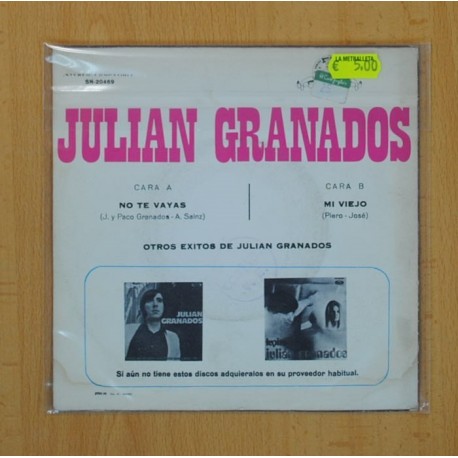 SN-20469
LA METRALLETA
€ 5,00
JULIAN GRANADOS
CARA A
NO TE VAYAS
(J. y Paco Granados - A. Sainz)
CARA B
MI VIEJO
(Piero - José)
OTROS EXITOS DE JULIAN GRANADOS
JULIAN
GRANADOS
julian granados
Si aún no tiene estos discos adquieralos en su proveedor habitual.